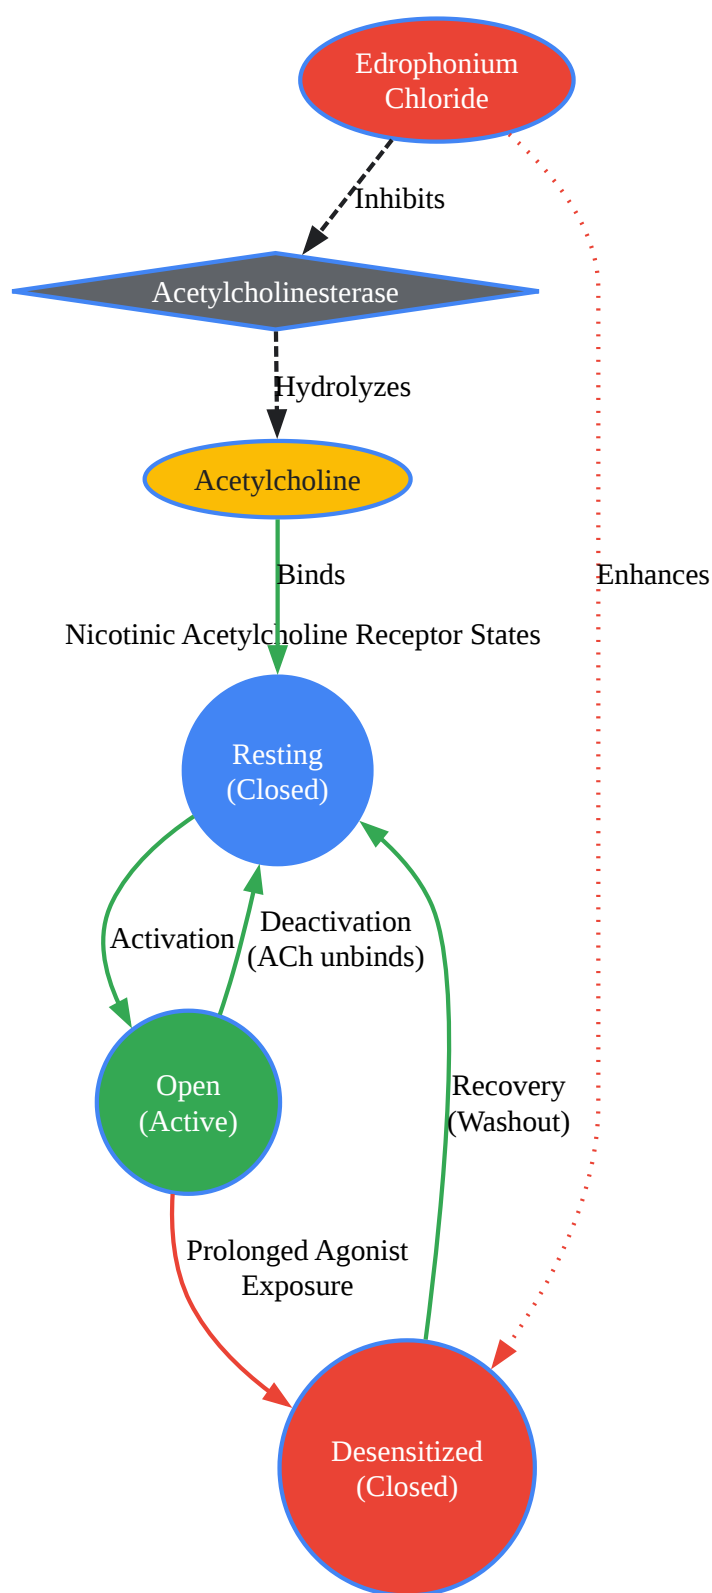 Edrophonium
Chloride
Inhibits
Acetylcholinesterase
Hydrolyzes
Acetylcholine
Binds
Enhances
Nicotinic Acetylcholine Receptor States
Resting
(Closed)
Activation
Deactivation
(ACh unbinds)
Open
(Active)
Recovery
(Washout)
Prolonged Agonist
Exposure
Desensitized
(Closed)